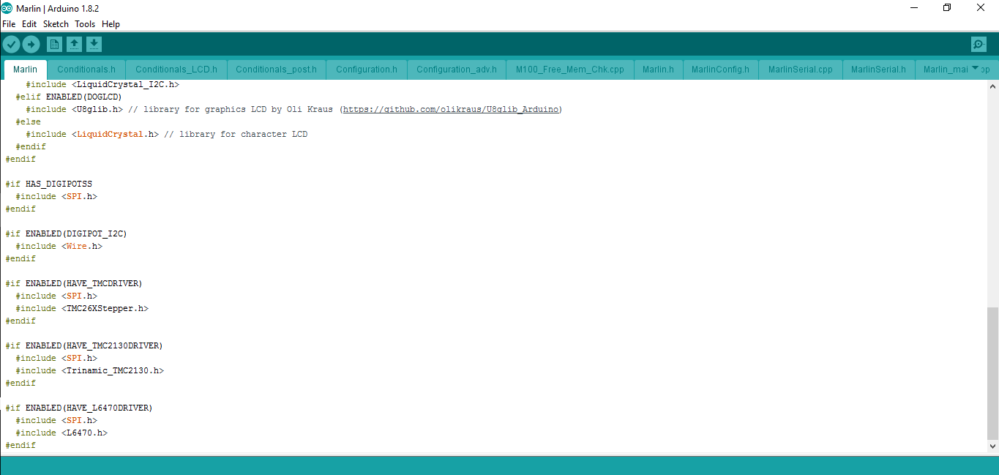 Marlin | Arduino 1.8.2
File Edit Sketch Tools Help
Marlin Conditionals.h Conditionals_LCD.h Conditionals_post.h Configuration.h Configuration_adv.h M100_Free_Mem_Chk.cpp Marlin.h MarlinConfig.h MarlinSerial.cpp MarlinSerial.h Marlin_mai pp
#include <LiquidCrystal_I2C.h>
#elif ENABLED(DOGLCD)
#include <U8glib.h> // library for graphics LCD by Oli Kraus (https://github.com/olikraus/U8glib_Arduino)
#else
#include <LiquidCrystal.h> // library for character LCD
#endif
#endif
#if HAS_DIGIPOTSS
#include <SPI.h>
#endif
#if ENABLED(DIGIPOT_I2C)
#include <Wire.h>
#endif
#if ENABLED(HAVE_TMCDRIVER)
#include <SPI.h>
#include <TMC26XStepper.h>
#endif
#if ENABLED(HAVE_TMC2130DRIVER)
#include <SPI.h>
#include <Trinamic_TMC2130.h>
#endif
#if ENABLED(HAVE_L6470DRIVER)
#include <SPI.h>
#include <L6470.h>
#endif